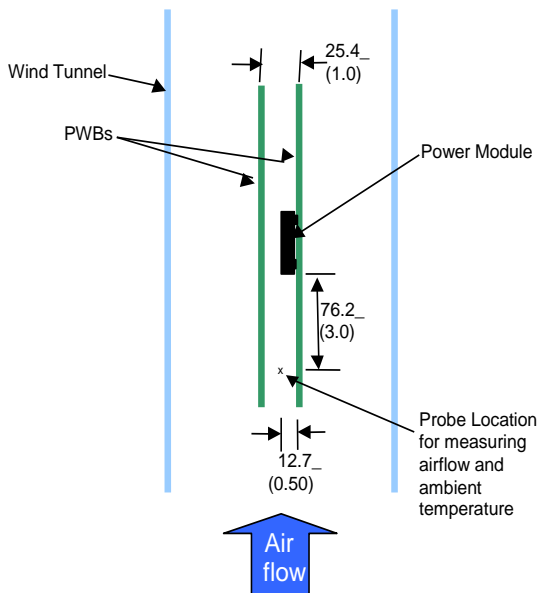 25.4_
(1.0)
Wind Tunnel
PWBs
Power Module
76.2_
(3.0)
x
Probe Location
for measuring
airflow and
ambient
temperature
12.7_
(0.50)
Air
flow